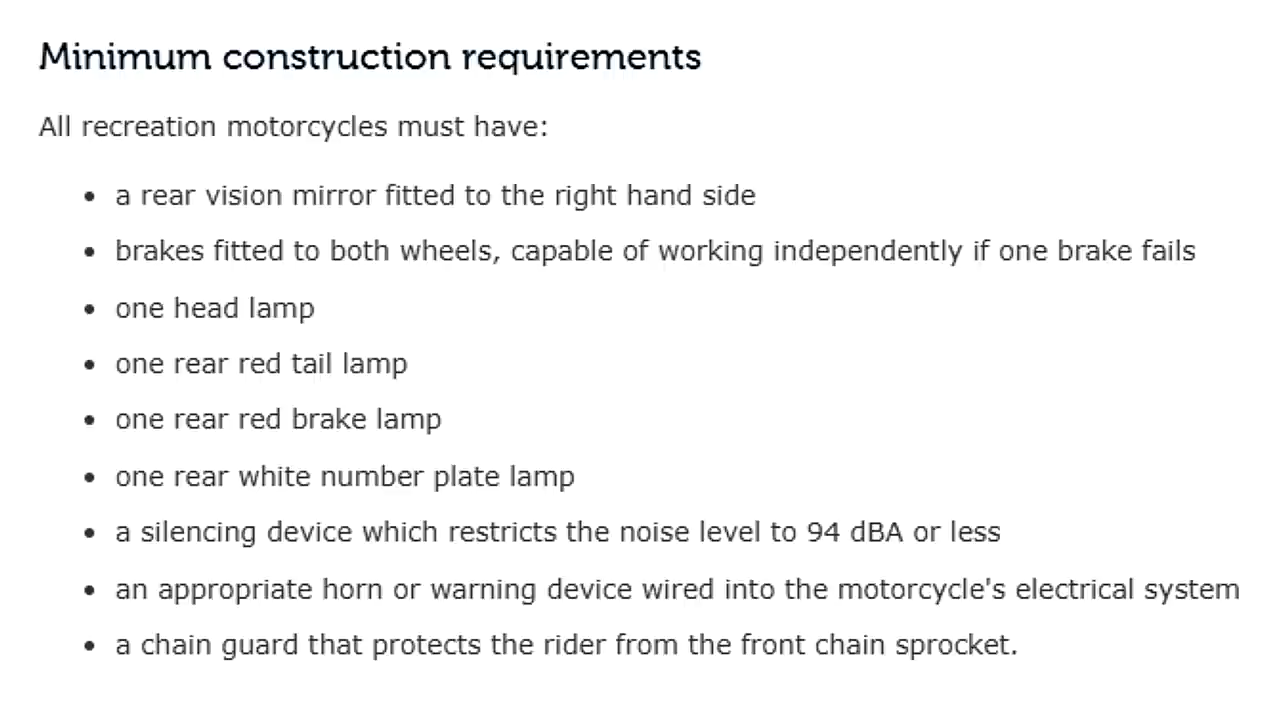 Minimum construction requirements
All recreation motorcycles must have:
• a rear vision mirror fitted to the right hand side
• brakes fitted to both wheels, capable of working independently if one brake fails
• one head lamp
• one rear red tail lamp
• one rear red brake lamp
• one rear white number plate lamp
• a silencing device which restricts the noise level to 94 dBA or less
• an appropriate horn or warning device wired into the motorcycle's electrical system
• a chain guard that protects the rider from the front chain sprocket.